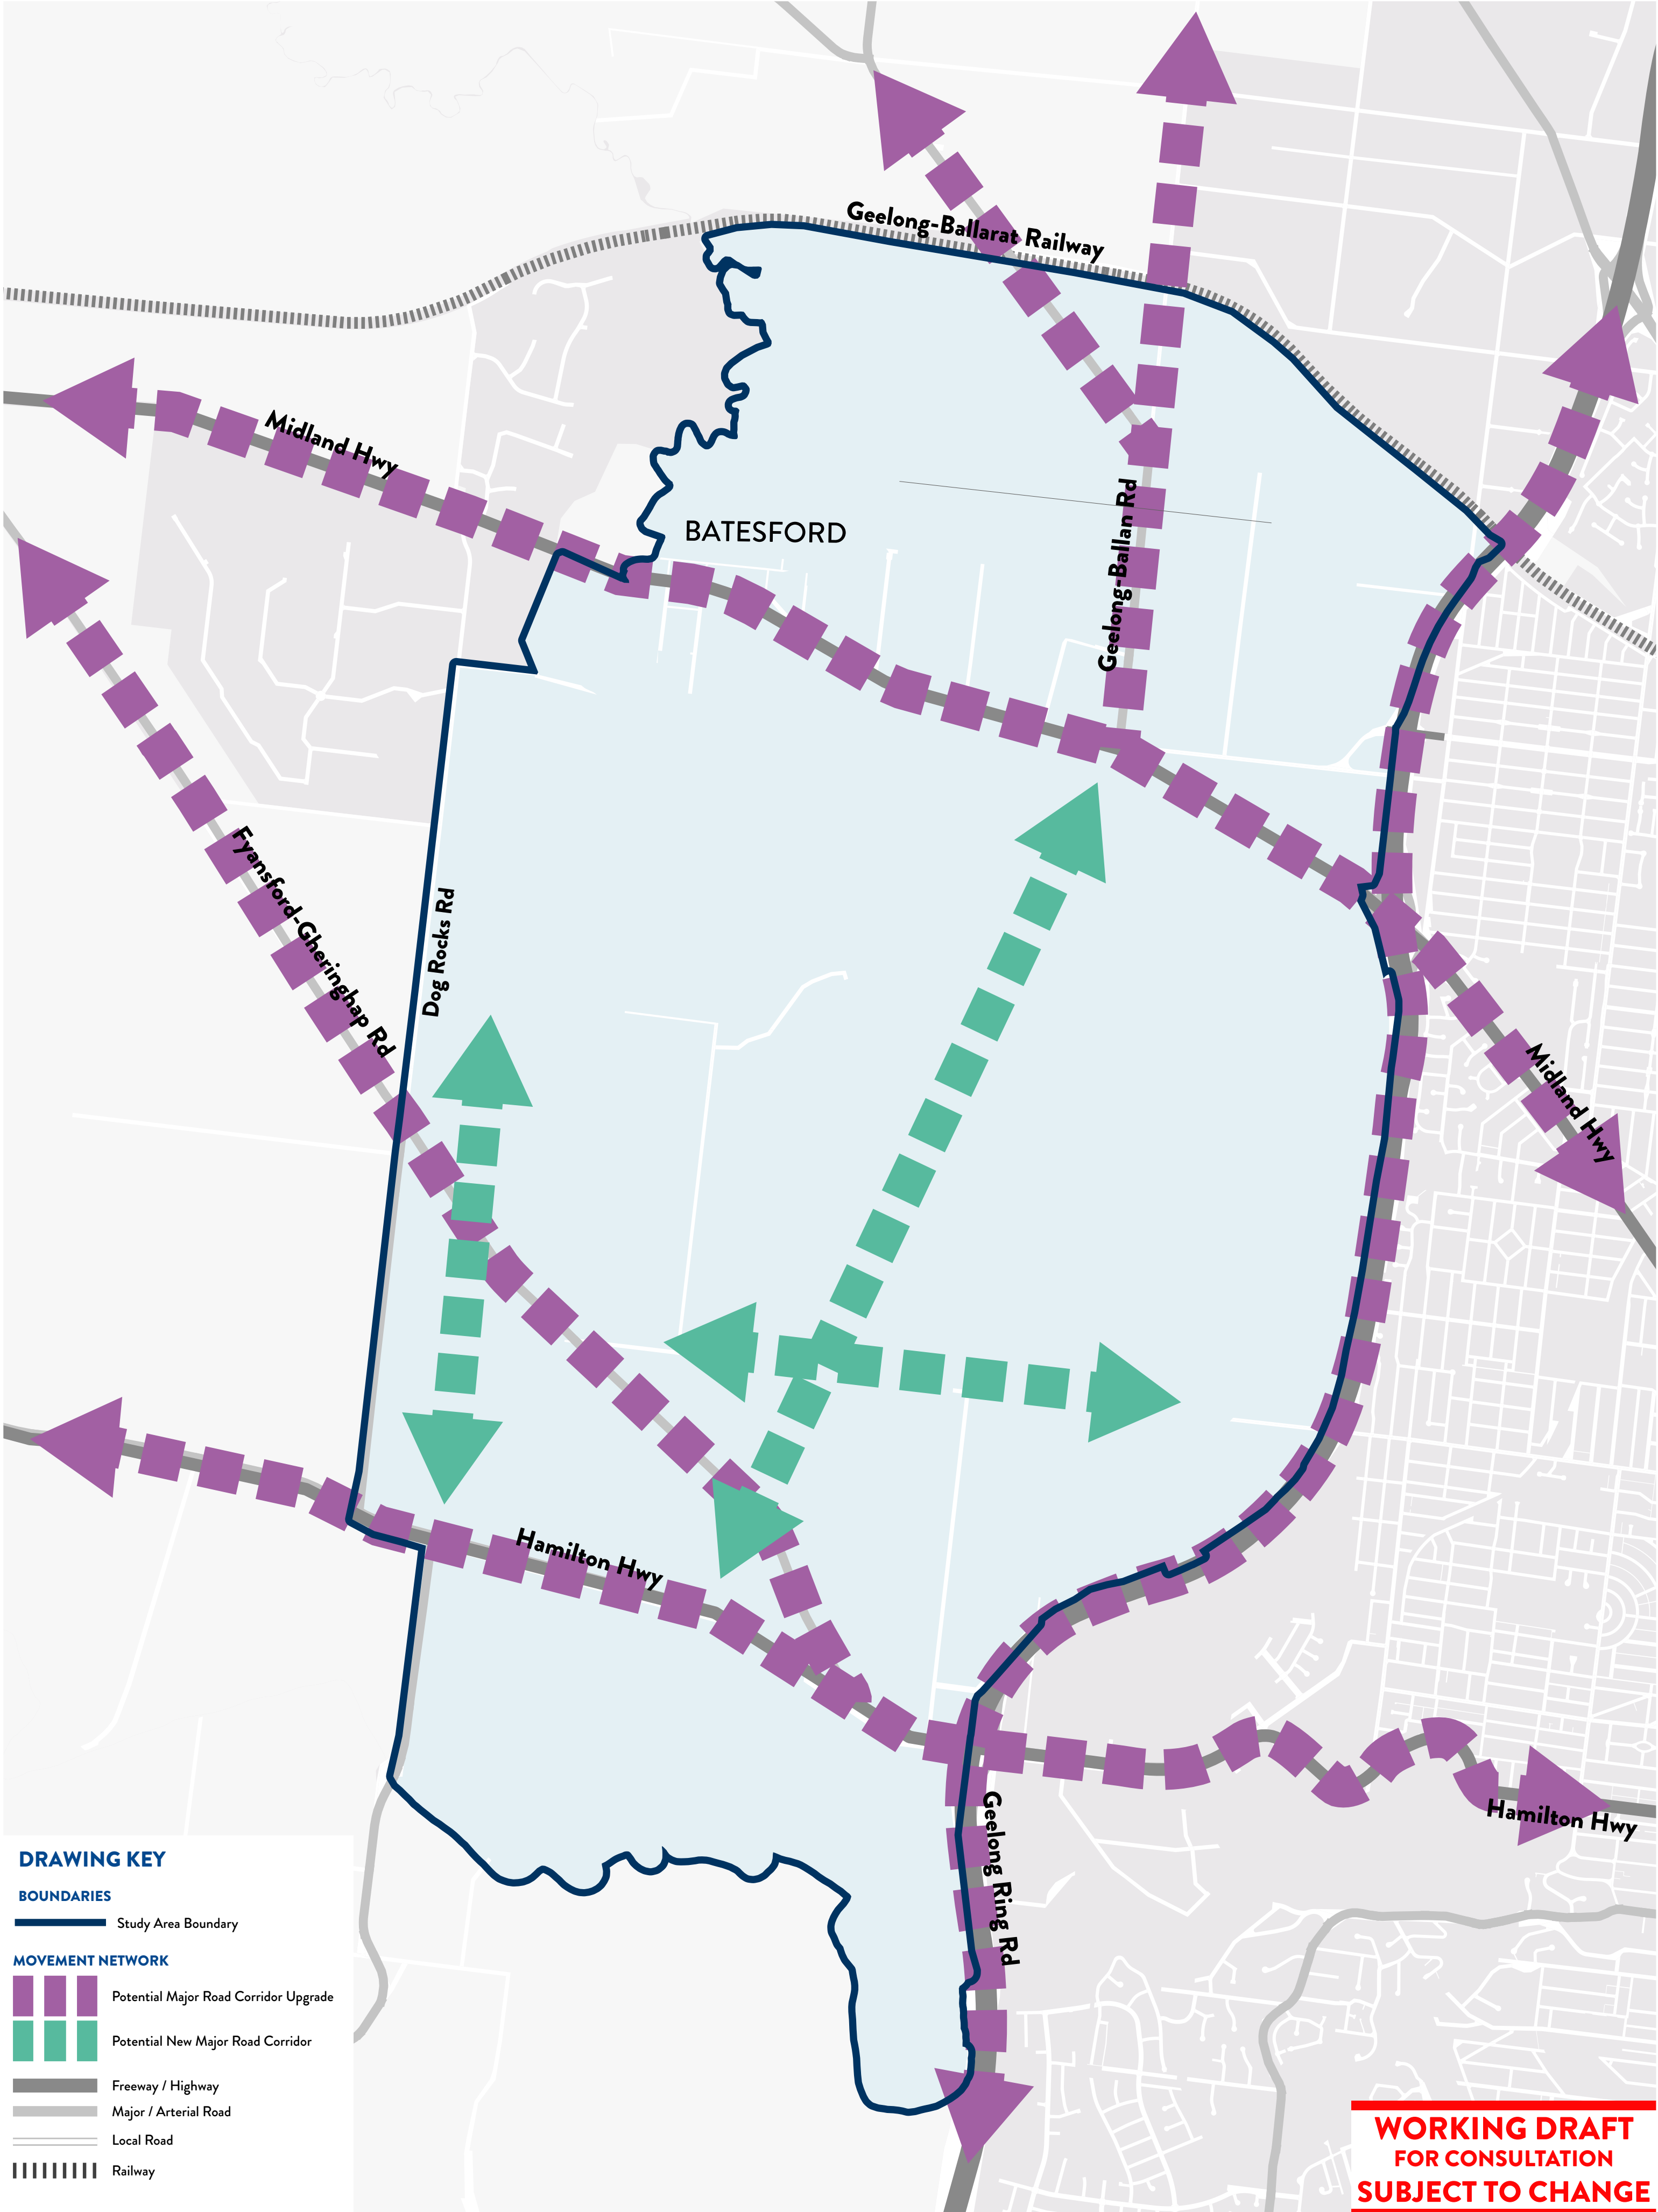 Geelong-Ballarat Railway
Midland Hwy
BATESFORD
Geelong-Ballan Rd
Fyansford-Gheringhap Rd
Dog Rocks Rd
Midland Hwy
Hamilton Hwy
Geelong Ring Rd
Hamilton Hwy
DRAWING KEY
BOUNDARIES
Study Area Boundary
MOVEMENT NETWORK
Potential Major Road Corridor Upgrade
Potential New Major Road Corridor
Freeway / Highway
Major / Arterial Road
Local Road
Railway
WORKING DRAFT
FOR CONSULTATION
SUBJECT TO CHANGE